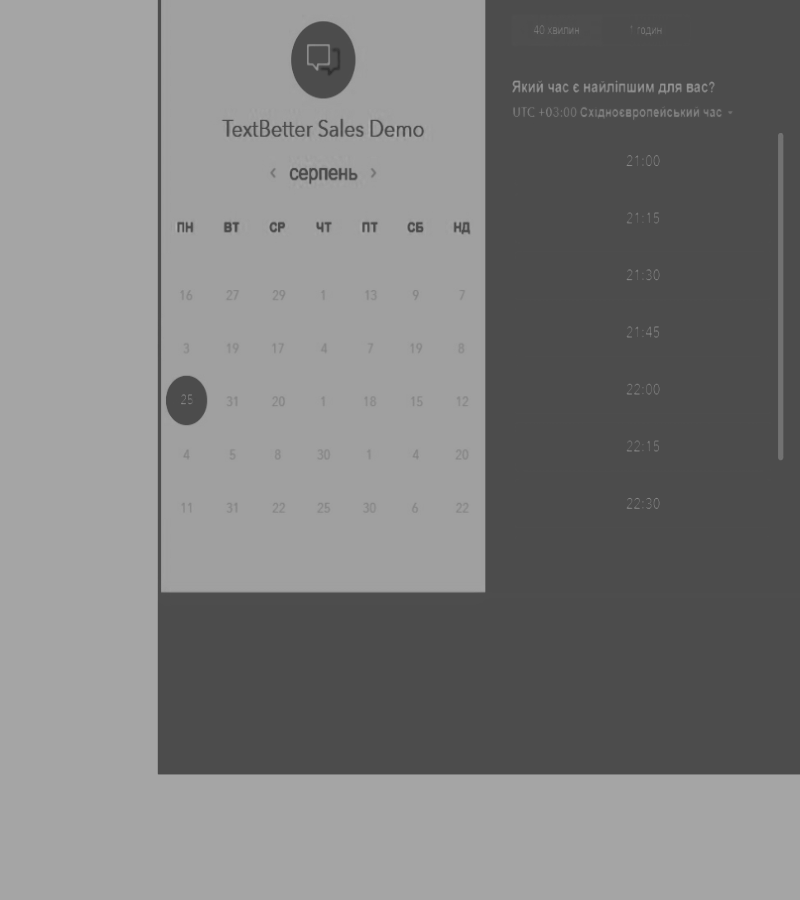 TextBetter Sales Demo
‹ серпень ›
ПН ВТ СР ЧТ ПТ СБ НД
16 27 29 1 13 9 7
3 19 17 4 7 19 8
25 31 20 1 18 15 12
4 5 8 30 1 4 20
11 31 22 25 30 6 22
40 хвилин 1 годин
Який час є найліпшим для вас?
UTC +03:00 Східноєвропейський час
21:00
21:15
21:30
21:45
22:00
22:15
22:30